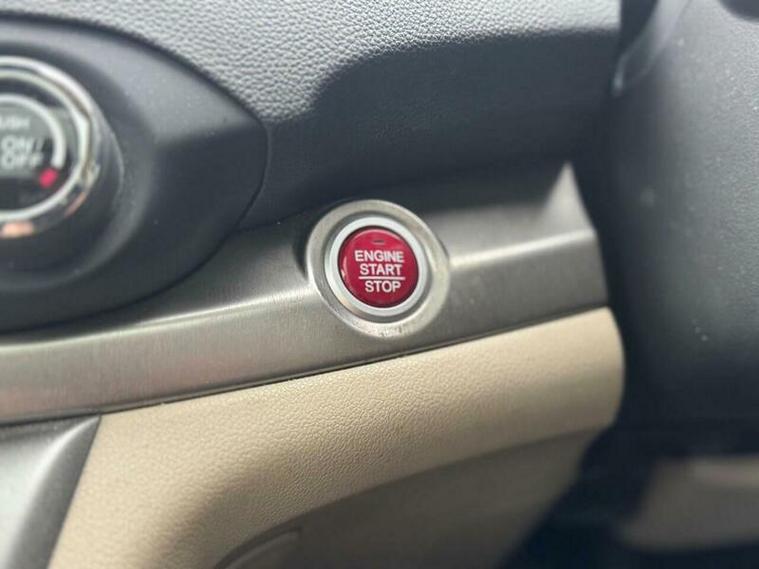 ON/
OFF
ENGINE
START
STOP